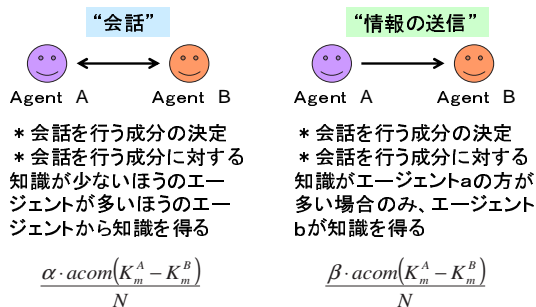 “会話”
Agent A
Agent B
＊会話を行う成分の決定
＊会話を行う成分に対する
知識が少ないほうのエー
ジェントが多いほうのエー
ジェントから知識を得る
α·acom(K_m^A − K_m^B)
N
“情報の送信”
Agent A
Agent B
＊会話を行う成分の決定
＊会話を行う成分に対する
知識がエージェントaの方が
多い場合のみ、エージェント
bが知識を得る
β·acom(K_m^A − K_m^B)
N